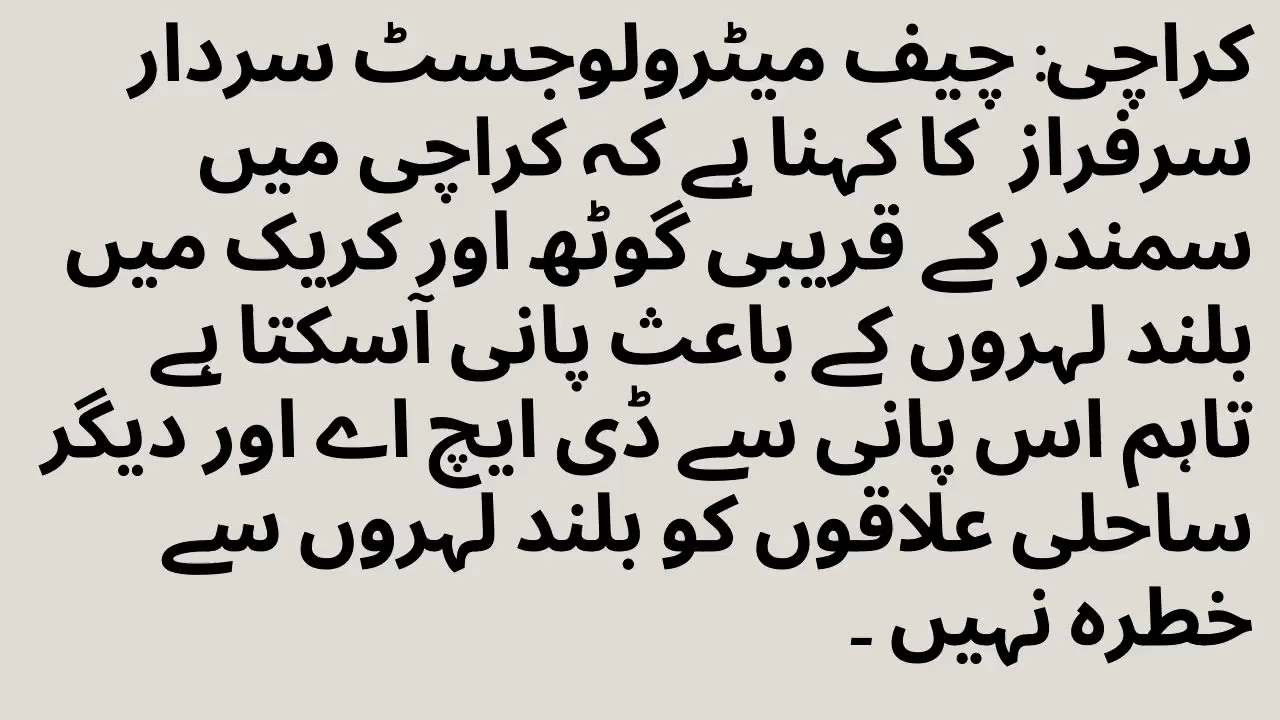 کراچی: چیف میٹرولوجسٹ سردار
سرفراز کا کہنا ہے کہ کراچی میں
سمندر کے قریبی گوٹھ اور کریک میں
بلند لہروں کے باعث پانی آسکتا ہے
تاہم اس پانی سے ڈی ایچ اے اور دیگر
ساحلی علاقوں کو بلند لہروں سے
خطرہ نہیں ۔